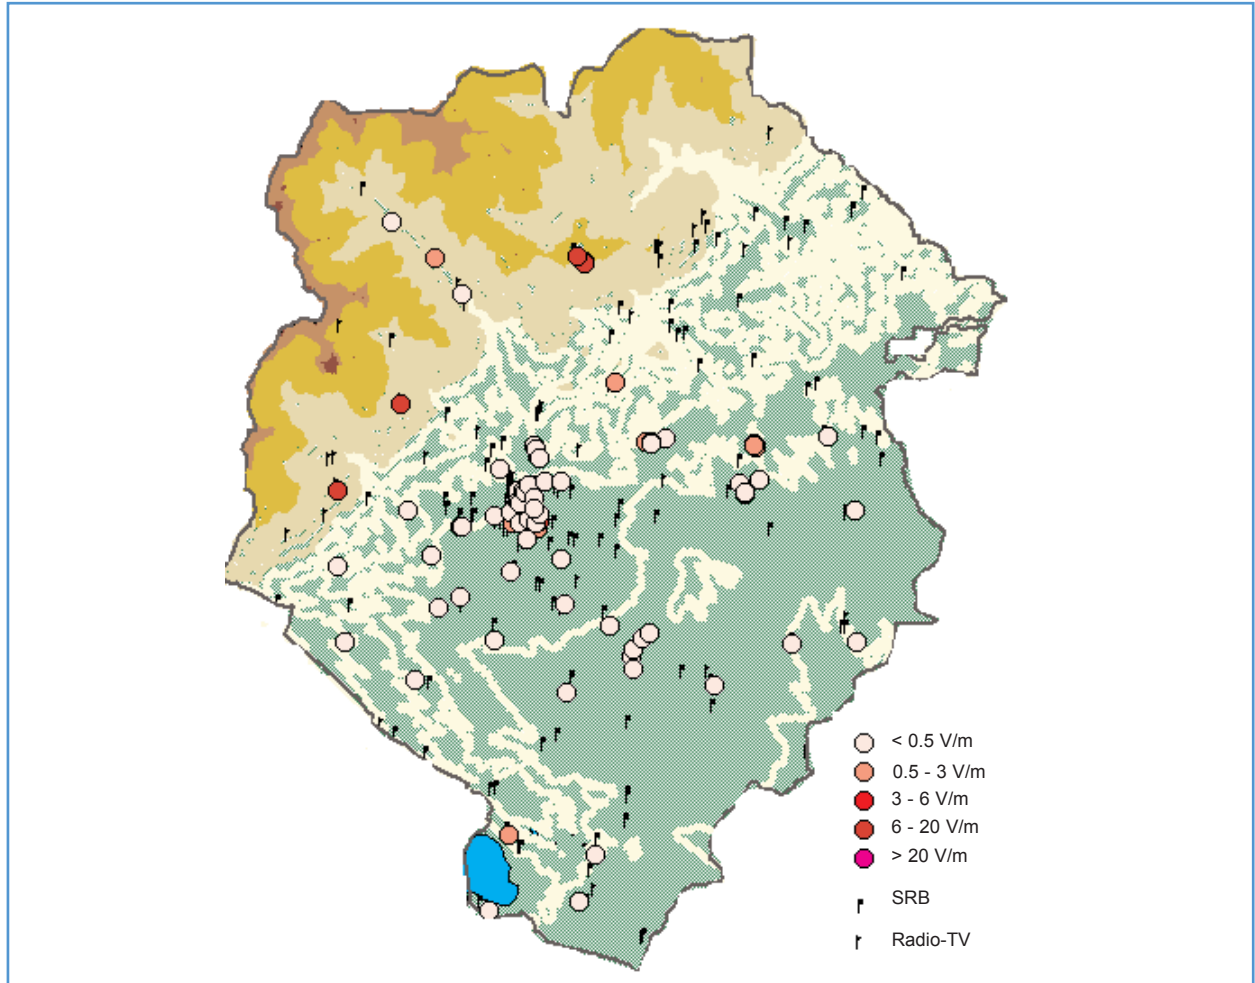 < 0.5 V/m
0.5 - 3 V/m
3 - 6 V/m
6 - 20 V/m
> 20 V/m
SRB
Radio-TV